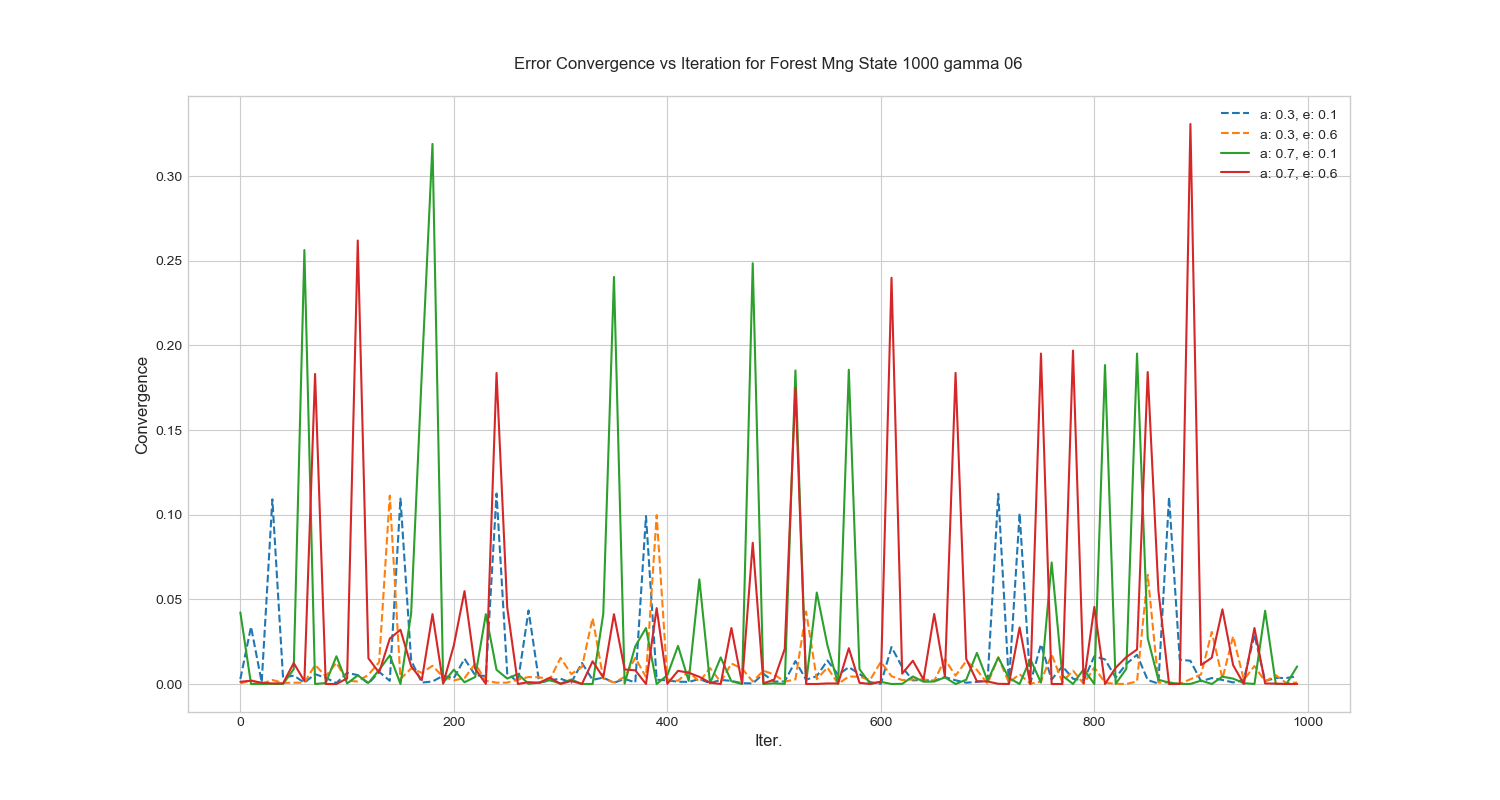 Error Convergence vs Iteration for Forest Mng State 1000 gamma 06
a: 0.3, e: 0.1
a: 0.3, e: 0.6
a: 0.7, e: 0.1
a: 0.7, e: 0.6
0.30
0.25
0.20
0.15
0.10
0.05
0.00
Convergence
0 200 400 600 800 1000
Iter.